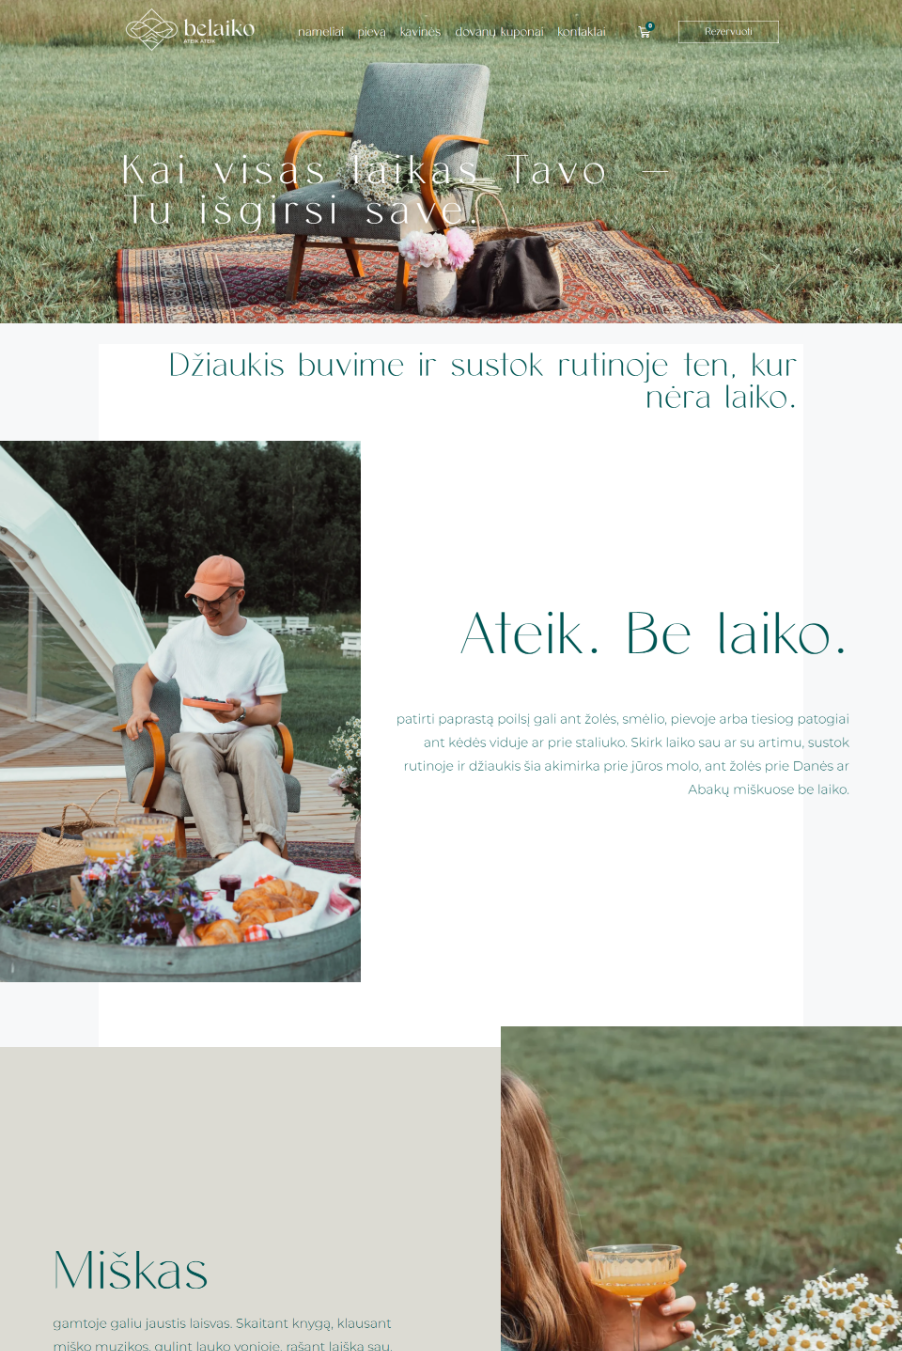 belaiko
ATEIK ATEIK
nameliai pieva kavinės dovanų kuponai kontaktai
0
Rezervuoti
Kai visas laikas Tavo
Tu išgirsi save.
Džiaukis buvime ir sustok rutinoje ten, kur
nėra laiko.
Ateik. Be laiko.
patirti paprastą poilsį gali ant žolės, smėlio, pievoje arba tiesiog patogiai
ant kėdės viduje ar prie staliuko. Skirk laiko sau ar su artimu, sustok
rutinoje ir džiaukis šia akimirka prie jūros molo, ant žolės prie Danės ar
Abakų miškuose be laiko.
Miškas
gamtoje galiu jaustis laisvas. Skaitant knygą, klausant
miško muzikos, gulint lauko vonioje, rašant laišką sau,